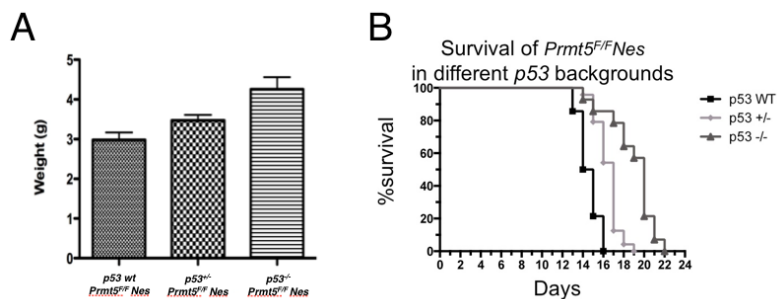 A
Weight (g)
5
4
3
2
1
0
p53 wt
Prmt5F/F Nes
p53+/-
Prmt5F/F Nes
p53-/-
Prmt5F/F Nes
B
Survival of Prmt5F/FNes
in different p53 backgrounds
%survival
100
80
60
40
20
0
0 2 4 6 8 10 12 14 16 18 20 22 24
Days
p53 WT
p53 +/-
p53 -/-